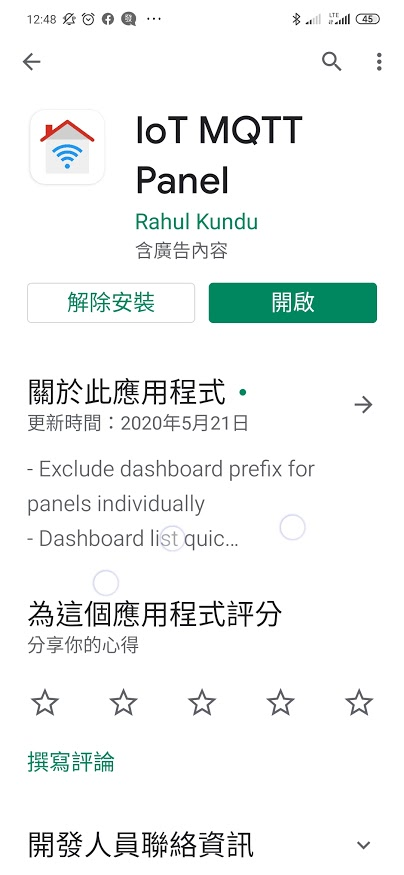 12:48 LTE 45
IoT MQTT
Panel
Rahul Kundu
含廣告內容
解除安裝
開啟
關於此應用程式
更新時間：2020年5月21日
- Exclude dashboard prefix for
panels individually
- Dashboard list quic...
為這個應用程式評分
分享你的心得
撰寫評論
開發人員聯絡資訊